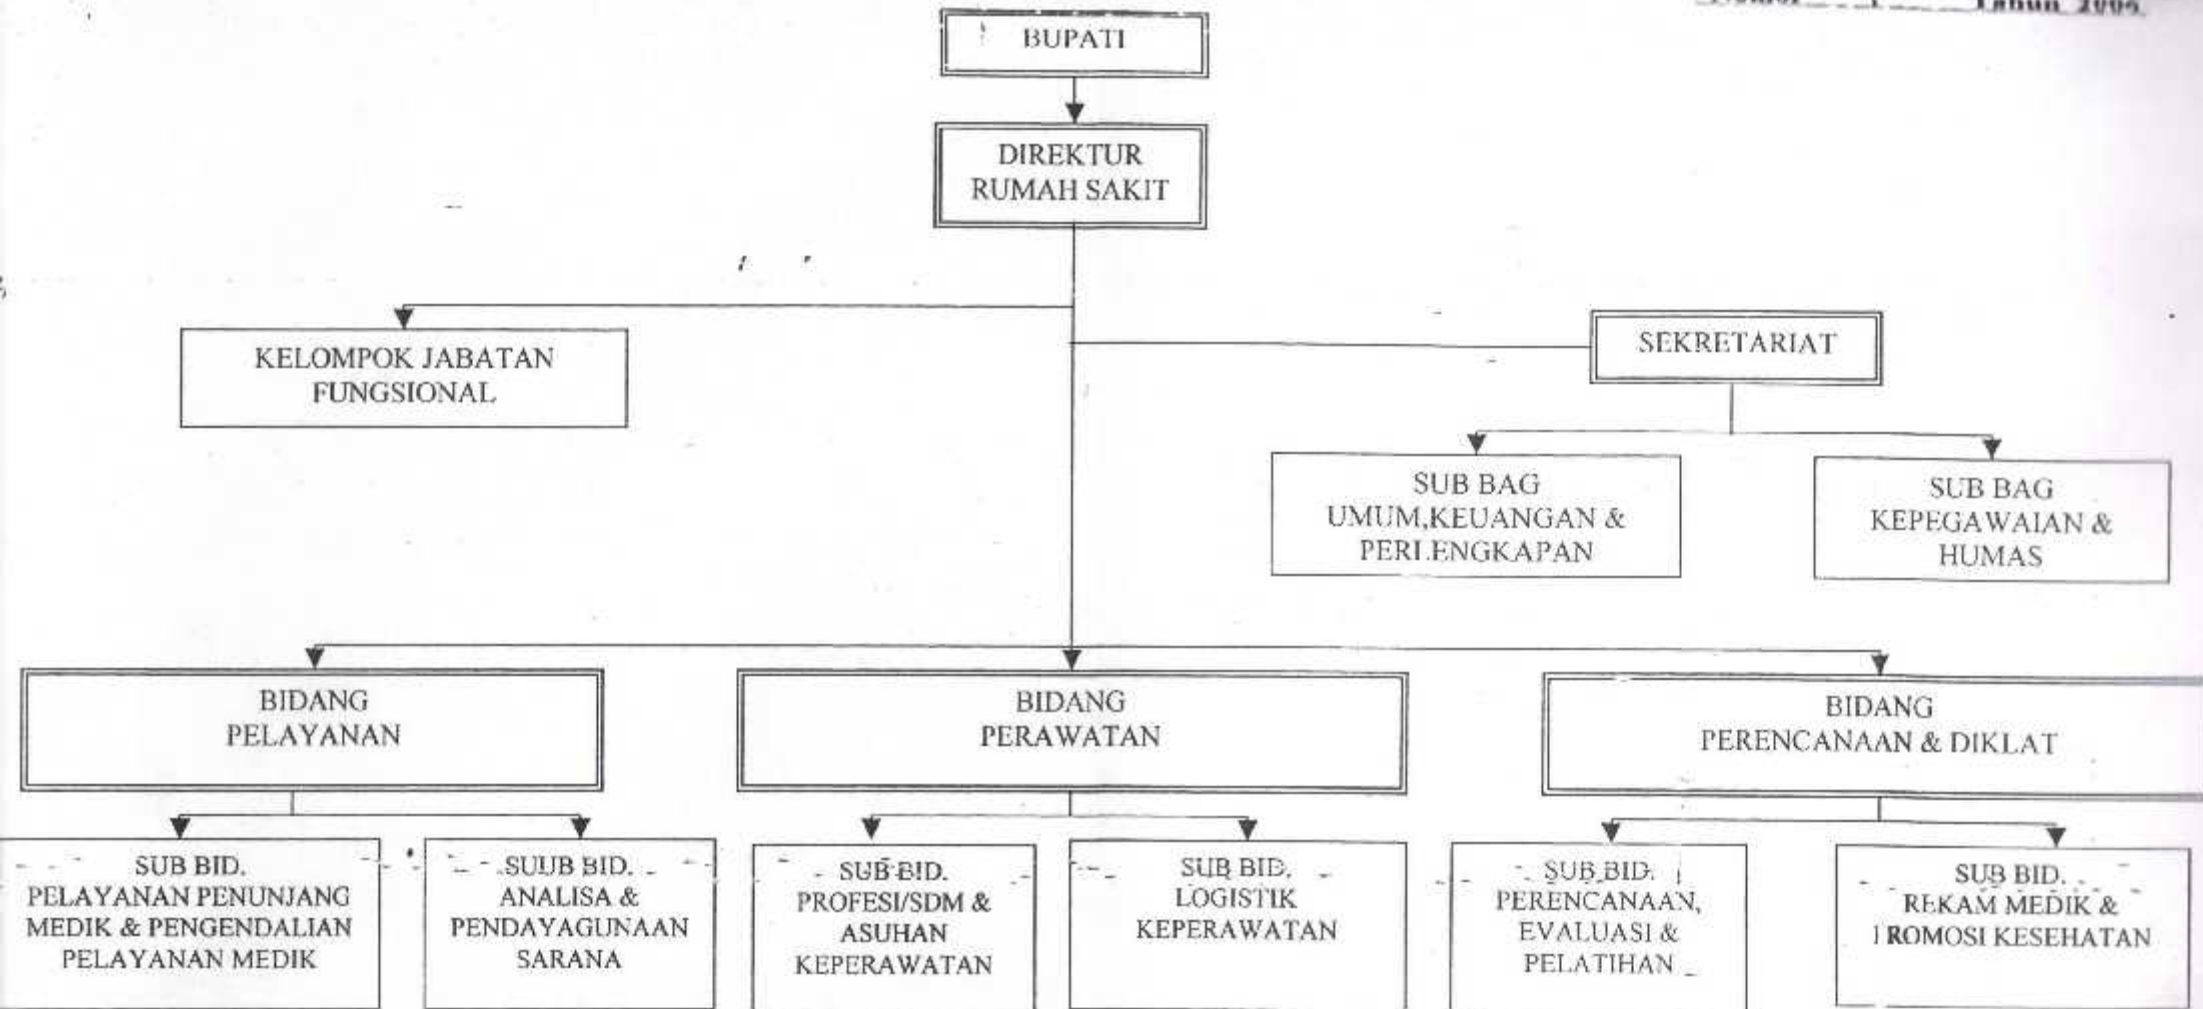 Tahun 2006
BUPATI
DIREKTUR
RUMAH SAKIT
KELOMPOK JABATAN
FUNGSIONAL
SEKRETARIAT
SUB BAG
UMUM,KEUANGAN &
PERLENGKAPAN
SUB BAG
KEPEGAWAIAN &
HUMAS
BIDANG
PELAYANAN
BIDANG
PERAWATAN
BIDANG
PERENCANAAN & DIKLAT
SUB BID.
PELAYANAN PENUNJANG
MEDIK & PENGENDALIAN
PELAYANAN MEDIK
SUUB BID.
ANALISA &
PENDAYAGUNAAN
SARANA
SUB BID.
PROFESI/SDM &
ASUHAN
KEPERAWATAN
SUB BID.
LOGISTIK
KEPERAWATAN
SUB BID.
PERENCANAAN,
EVALUASI &
PELATIHAN
SUB BID.
REKAM MEDIK &
PROMOSI KESEHATAN